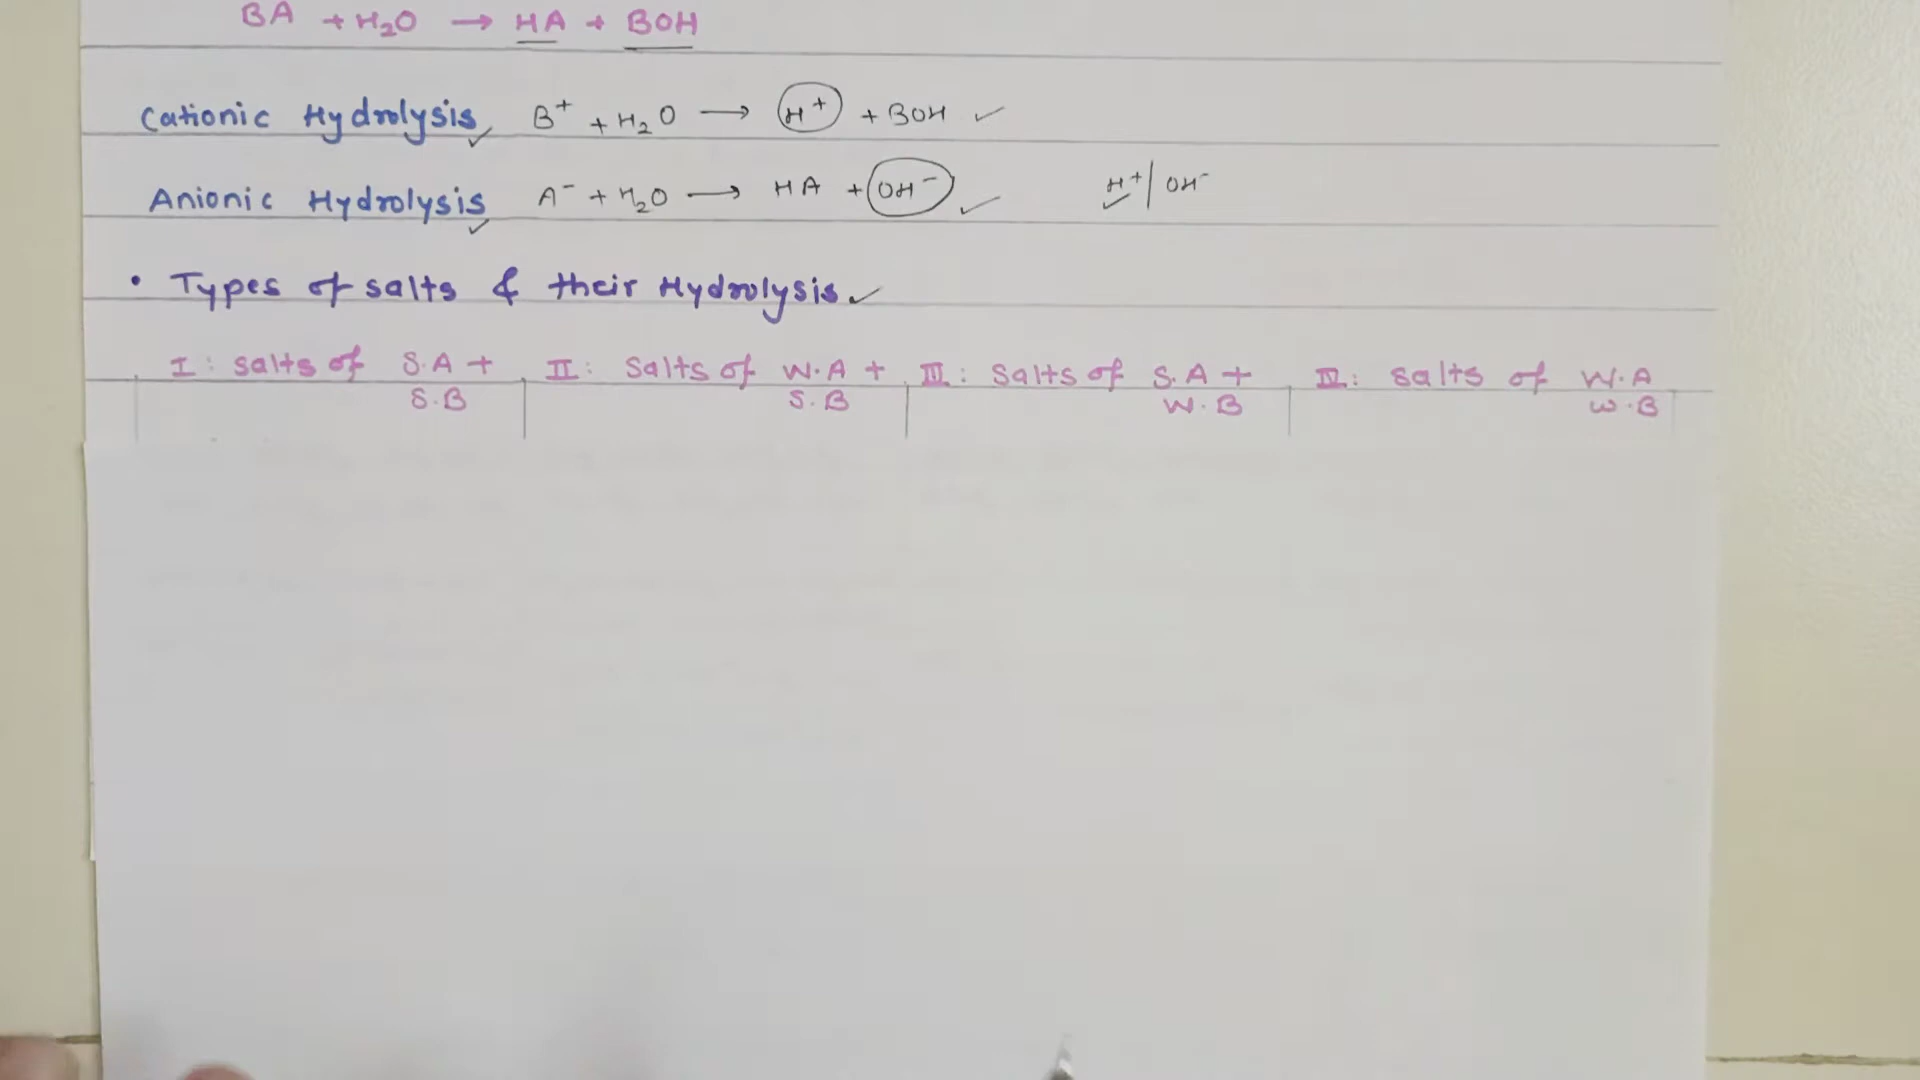 BA + H₂O → HA + BOH
Cationic Hydrolysis B⁺ + H₂O → H⁺ + BOH ✓
Anionic Hydrolysis A⁻ + H₂O → HA + OH⁻ ✓ H⁺ | OH⁻
• Types of salts & their Hydrolysis ✓
I : salts of S.A + II : Salts of W.A + III : Salts of S.A + IV : salts of W.A
S.B S.B W.B W.B